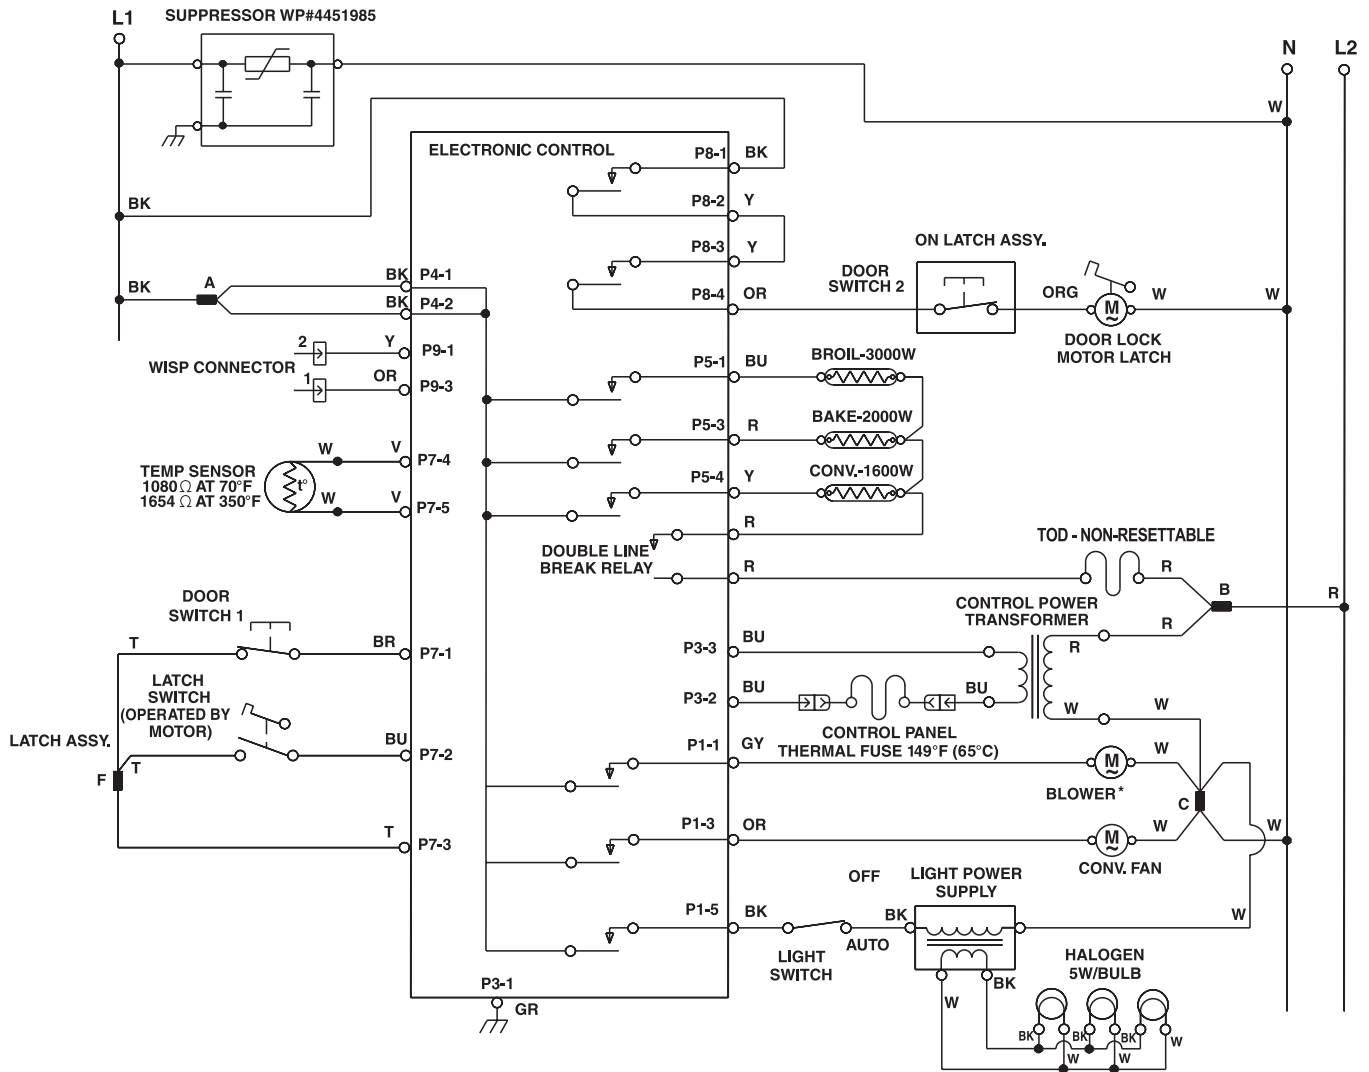 L1
SUPPRESSOR WP#4451985
N
L2
W
ELECTRONIC CONTROL
P8-1
BK
BK
P8-2
Y
P8-3
Y
ON LATCH ASSY.
DOOR
SWITCH 2
BK
A
BK
P4-1
BK
P4-2
P8-4
OR
ORG
M
~
W
W
DOOR LOCK
MOTOR LATCH
2
Y
P9-1
WISP CONNECTOR
1
OR
P9-3
P5-1
BU
BROIL-3000W
P5-3
R
BAKE-2000W
W
V
P7-4
TEMP SENSOR
1080 Ω AT 70°F
1654 Ω AT 350°F
t°
W
V
P7-5
P5-4
Y
CONV.-1600W
R
DOUBLE LINE
BREAK RELAY
R
TOD - NON-RESETTABLE
R
B
R
R
CONTROL POWER
TRANSFORMER
R
DOOR
SWITCH 1
T
BR
P7-1
P3-3
BU
P3-2
BU
BU
W
W
CONTROL PANEL
THERMAL FUSE 149°F (65°C)
LATCH
SWITCH
(OPERATED BY
MOTOR)
LATCH ASSY.
F
T
BU
P7-2
P1-1
GY
M
~
W
BLOWER*
C
T
P7-3
P1-3
OR
M
~
W
W
CONV. FAN
OFF
LIGHT POWER
SUPPLY
P1-5
BK
LIGHT
SWITCH
AUTO
BK
W
HALOGEN
5W/BULB
W
BK
P3-1
GR
BK
W
BK
W
BK
W